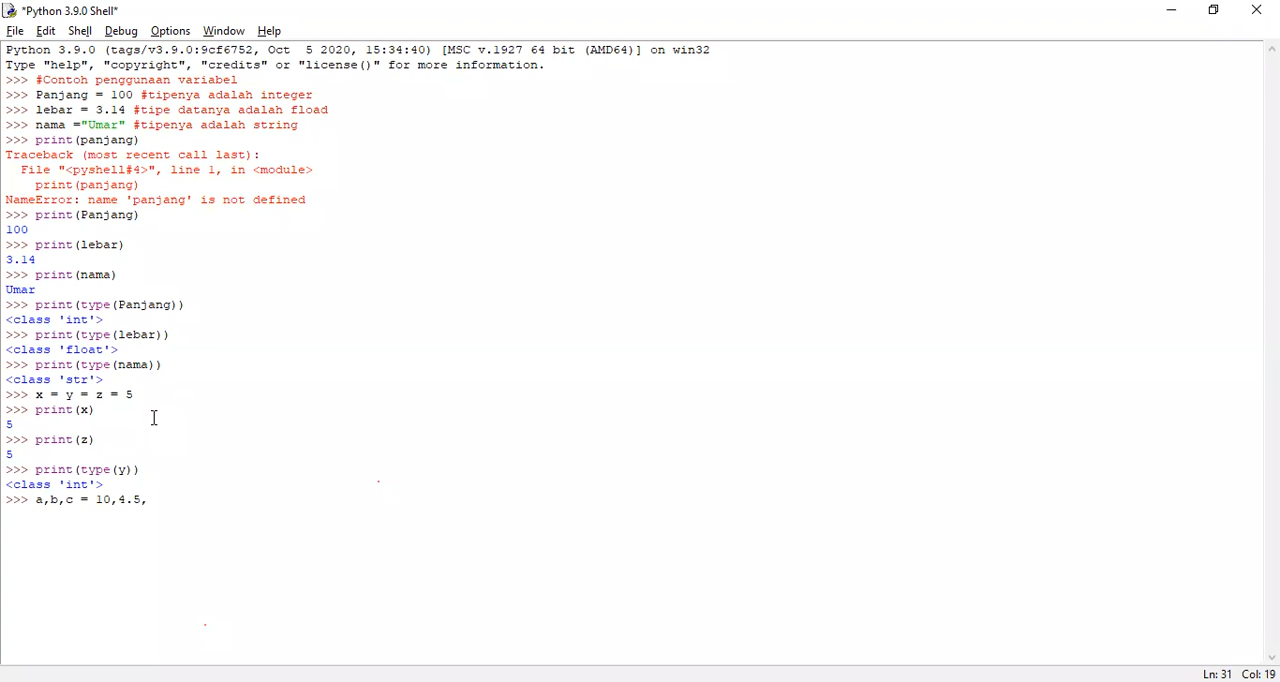 *Python 3.9.0 Shell*
File Edit Shell Debug Options Window Help
Python 3.9.0 (tags/v3.9.0:9cf6752, Oct  5 2020, 15:34:40) [MSC v.1927 64 bit (AMD64)] on win32
Type "help", "copyright", "credits" or "license()" for more information.
>>> #Contoh penggunaan variabel
>>> Panjang = 100 #tipenya adalah integer
>>> lebar = 3.14 #tipe datanya adalah fload
>>> nama ="Umar" #tipenya adalah string
>>> print(panjang)
Traceback (most recent call last):
  File "<pyshell#4>", line 1, in <module>
    print(panjang)
NameError: name 'panjang' is not defined
>>> print(Panjang)
100
>>> print(lebar)
3.14
>>> print(nama)
Umar
>>> print(type(Panjang))
<class 'int'>
>>> print(type(lebar))
<class 'float'>
>>> print(type(nama))
<class 'str'>
>>> x = y = z = 5
>>> print(x)
5
>>> print(z)
5
>>> print(type(y))
<class 'int'>
>>> a,b,c = 10,4.5,
Ln: 31 Col: 19